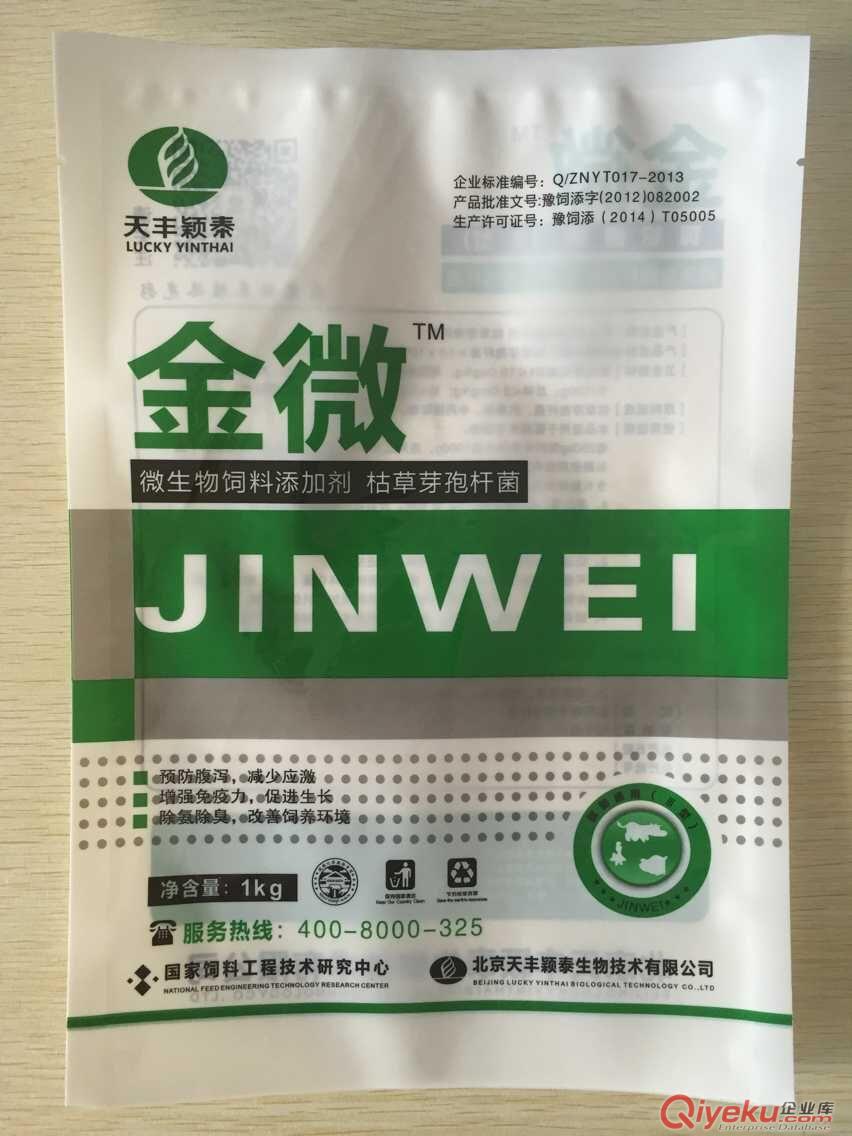 企业标准编号：Q/ZNYT017-2013
产品批准文号:豫饲添字(2012)082002
生产许可证号：豫饲添（2014）T05005
天丰颖泰
LUCKY YINTHAI
金微TM
微生物饲料添加剂 枯草芽孢杆菌
JINWEI
预防腹泻，减少应激
增强免疫力，促进生长
除氨除臭，改善饲养环境
JINWEI
净含量：1kg
服务热线：400-8000-325
国家饲料工程技术研究中心
NATIONAL FEED ENGINEERING TECHNOLOGY RESEARCH CENTER
北京天丰颖泰生物技术有限公司
BEIJING LUCKY YINTHAI BIOLOGICAL TECHNOLOGY CO.,LTD
Qiyeku.com
企业库
Enterprise Database